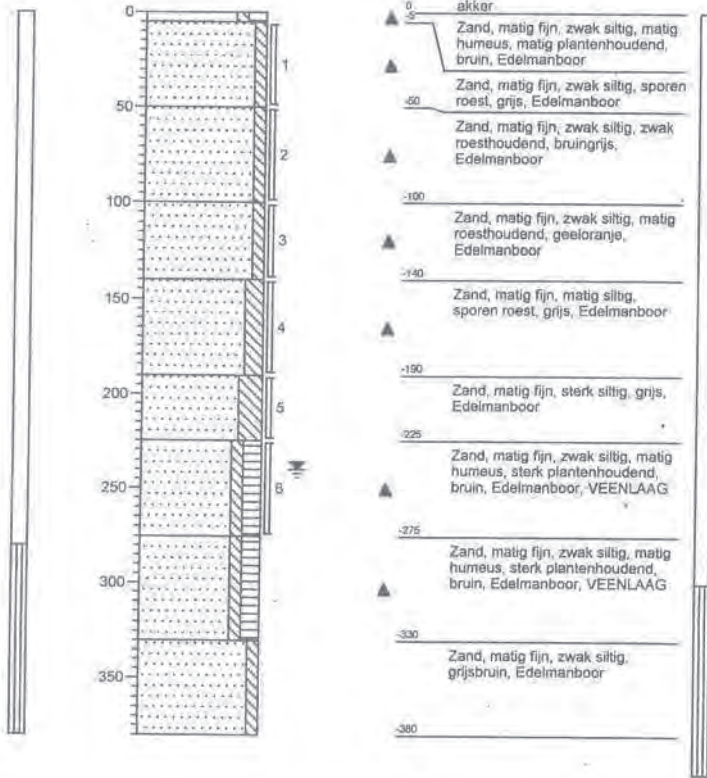 0
50
100
150
200
250
300
350
1
2
3
4
5
6
0
akker
-5
Zand, matig fijn, zwak siltig, matig
humeus, matig plantenhoudend,
bruin, Edelmanboor
Zand, matig fijn, zwak siltig, sporen
roest, grijs, Edelmanboor
-50
Zand, matig fijn, zwak siltig, zwak
roesthoudend, bruingrijs,
Edelmanboor
-100
Zand, matig fijn, zwak siltig, matig
roesthoudend, geeloranje,
Edelmanboor
-140
Zand, matig fijn, matig siltig,
sporen roest, grijs, Edelmanboor
-190
Zand, matig fijn, sterk siltig, grijs,
Edelmanboor
-225
Zand, matig fijn, zwak siltig, matig
humeus, sterk plantenhoudend,
bruin, Edelmanboor, VEENLAAG
-275
Zand, matig fijn, zwak siltig, matig
humeus, sterk plantenhoudend,
bruin, Edelmanboor, VEENLAAG
-330
Zand, matig fijn, zwak siltig,
grijsbruin, Edelmanboor
-380